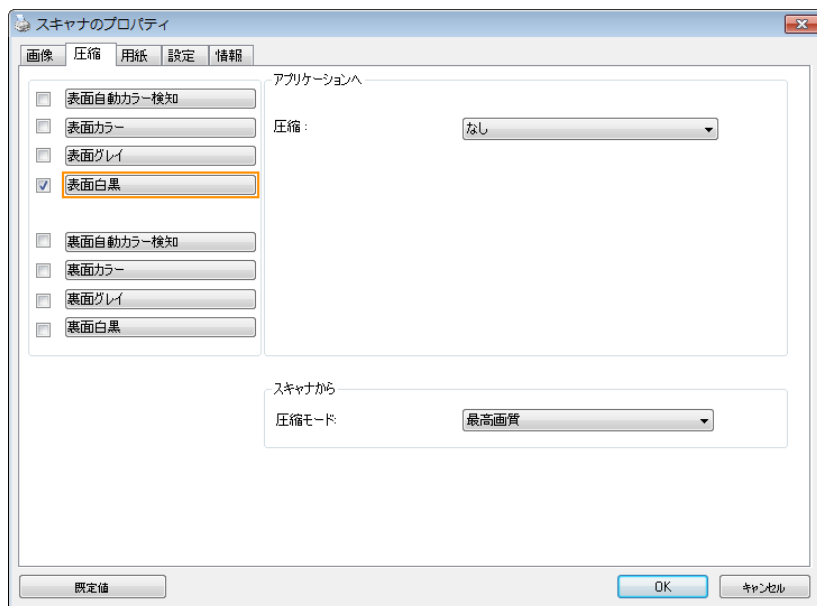 スキャナのプロパティ
画像 圧縮 用紙 設定 情報
表面自動カラー検知
表面カラー
表面グレイ
表面白黒
裏面自動カラー検知
裏面カラー
裏面グレイ
裏面白黒
アプリケーションへ
圧縮: なし
スキャナから
圧縮モード: 最高画質
既定値 OK キャンセル